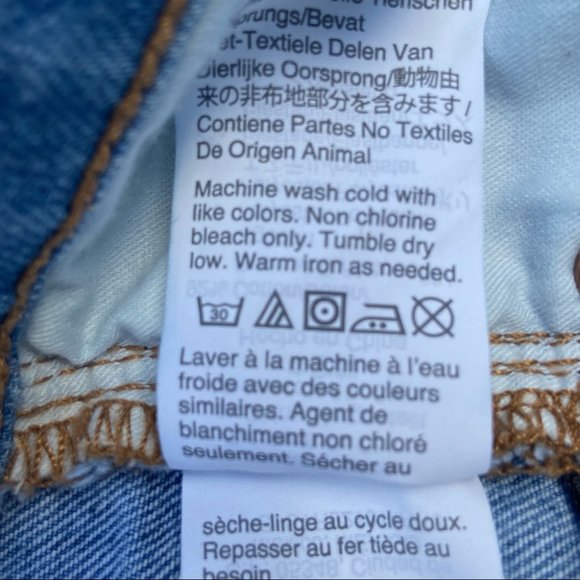 Tierischen
sprungs/Bevat
et-Textiele Delen Van
Dierlijke Oorsprong/動物由
来の非布地部分を含みます/
Contiene Partes No Textiles
De Origen Animal
Machine wash cold with
like colors. Non chlorine
bleach only. Tumble dry
low. Warm iron as needed.
30
Laver à la machine à l'eau
froide avec des couleurs
similaires. Agent de
blanchiment non chloré
seulement. Sécher au
sèche-linge au cycle doux.
Repasser au fer tiède au
besoin